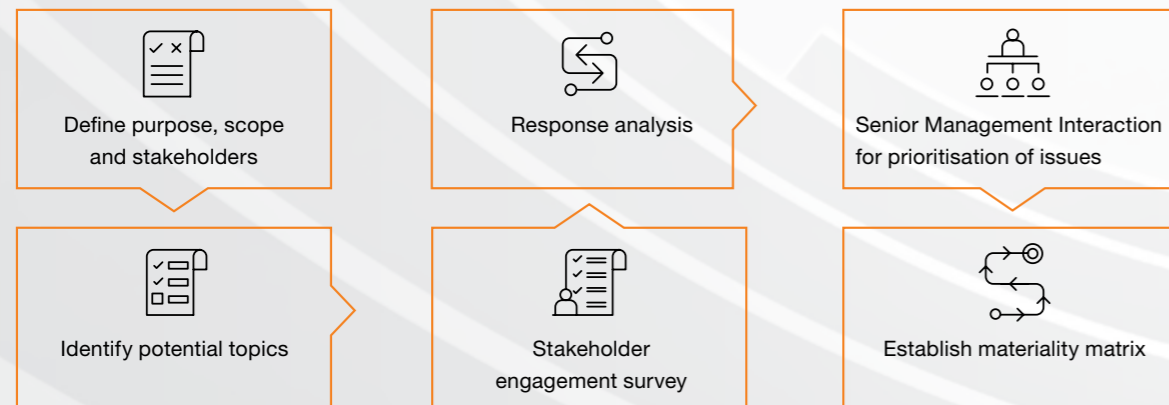 Define purpose, scope
and stakeholders
Identify potential topics
Stakeholder
engagement survey
Response analysis
Senior Management Interaction
for prioritisation of issues
Establish materiality matrix